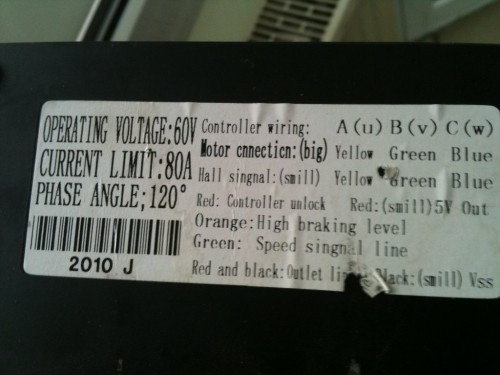 OPERATING VOLTAGE:60V
CURRENT LIMIT:80A
PHASE ANGLE;120°
2010 J
Controller wiring: A(u) B(v) C(w)
Motor cnnection:(big) Yellow Green Blue
Hall singnal:(smill) Yellow Green Blue
Red: Controller unlock Red:(smill)5V Out
Orange:High braking level
Green: Speed singnal line
Red and black:Outlet :(smill) Vss